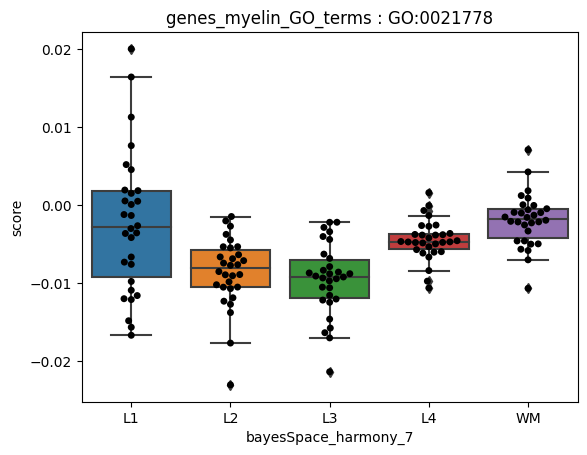 genes_myelin_GO_terms : GO:0021778
0.02
0.01
0.00
−0.01
−0.02
score
L1 L2 L3 L4 WM
bayesSpace_harmony_7